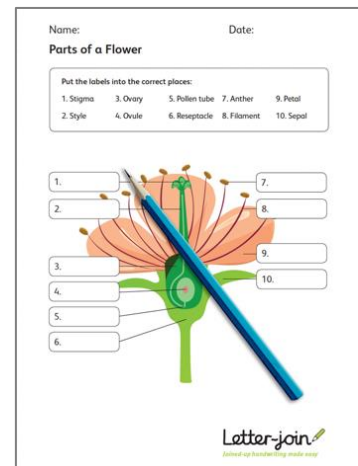 Name: Date:
Parts of a Flower
Put the labels into the correct places:
1. Stigma 3. Ovary 5. Pollen tube 7. Anther 9. Petal
2. Style 4. Ovule 6. Reseptacle 8. Filament 10. Sepal
1. 7.
2. 8.
9.
3.
10.
4.
5.
6.
Letter-join
Joined-up handwriting made easy